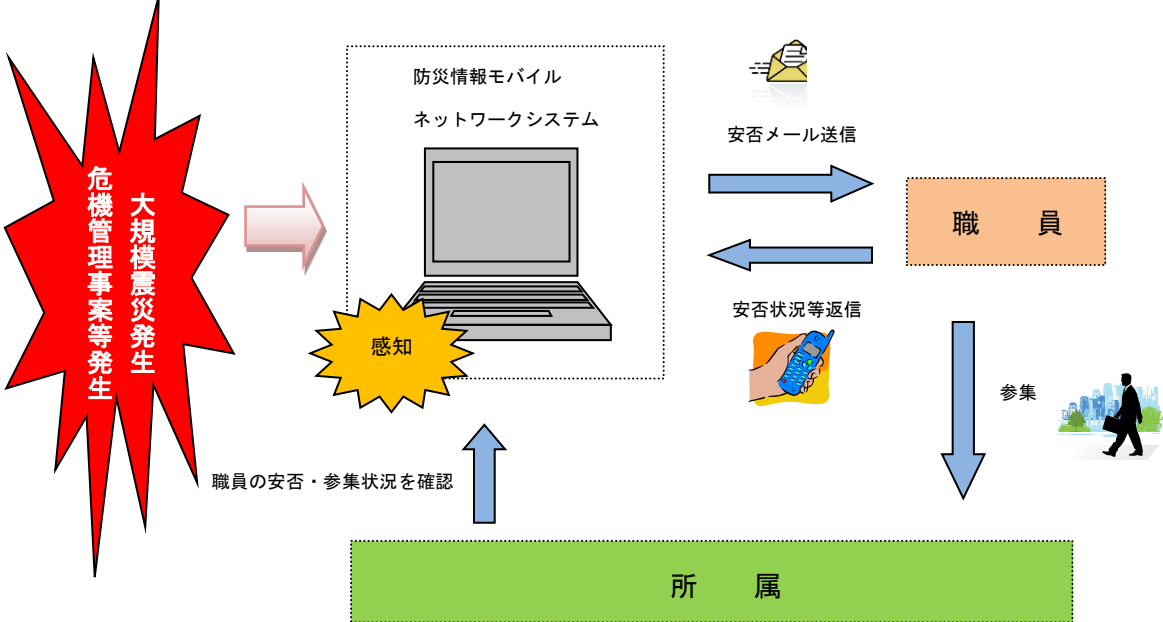 大規模震災発生
危機管理事案等発生
防災情報モバイル
ネットワークシステム
感知
安否メール送信
安否状況等返信
職　員
参集
職員の安否・参集状況を確認
所　属